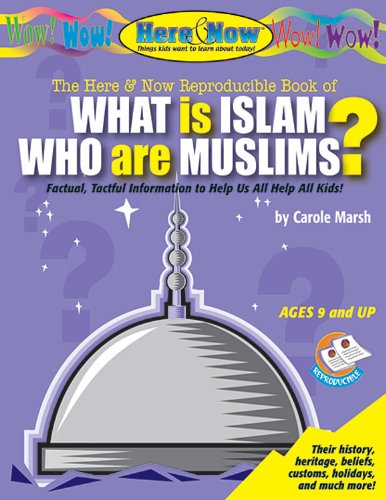 Wow! Wow! Here & Now Wow! Wow!
Things kids want to learn about today!
The Here & Now Reproducible Book of
WHAT is ISLAM
WHO are MUSLIMS?
Factual, Tactful Information to Help Us All Help All Kids!
by Carole Marsh
AGES 9 and UP
REPRODUCIBLE
Their history,
heritage, beliefs,
customs, holidays,
and much more!